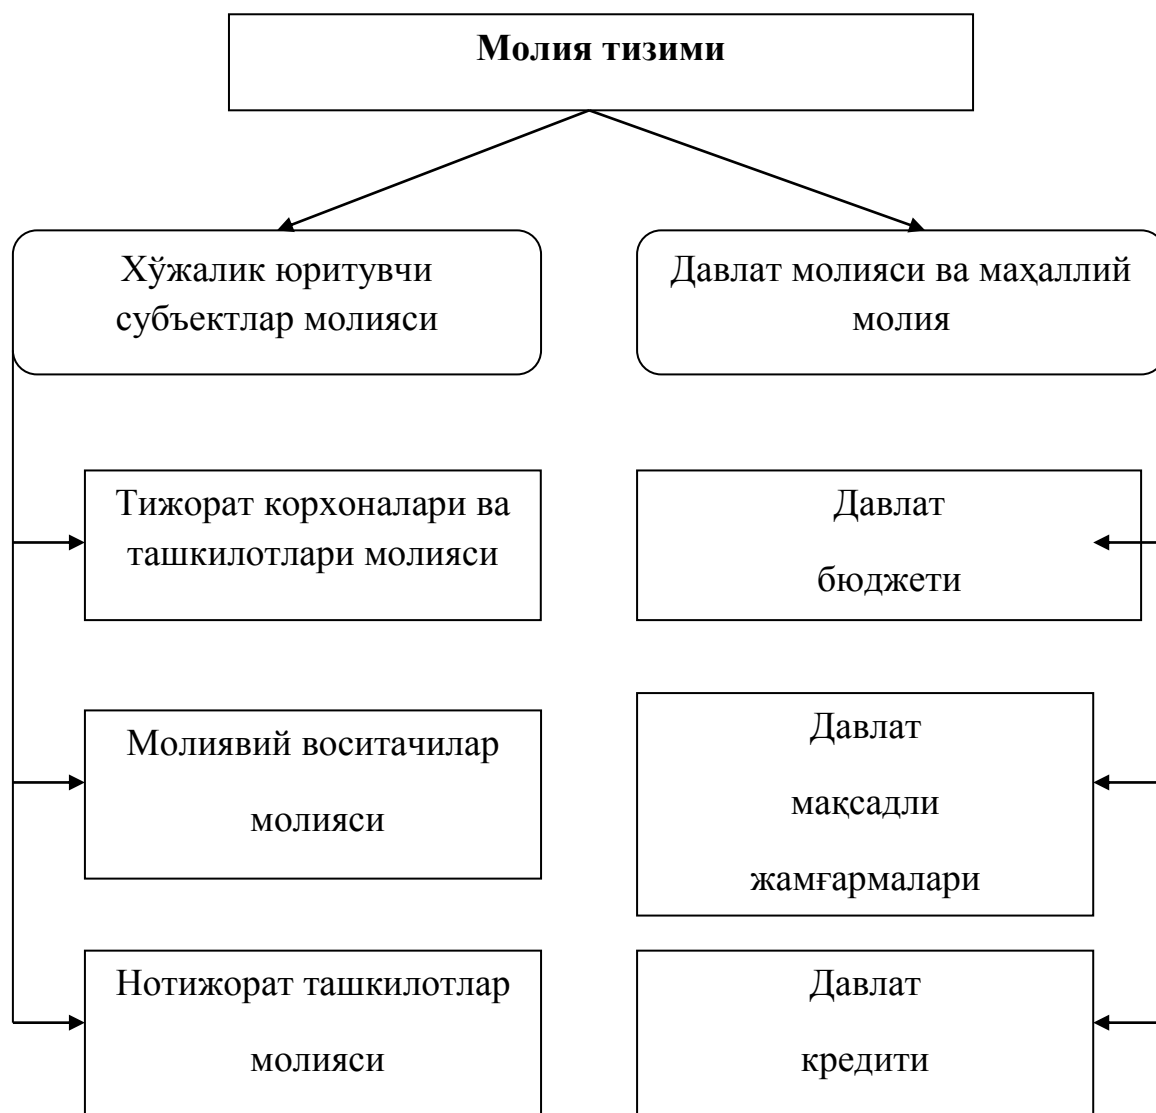 Молия тизими
Хўжалик юритувчи
субъектлар молияси
Давлат молияси ва маҳаллий
молия
Тижорат корхоналари ва
ташкилотлари молияси
Давлат
бюджети
Молиявий воситачилар
молияси
Давлат
мақсадли
жамғармалари
Нотижорат ташкилотлар
молияси
Давлат
кредити